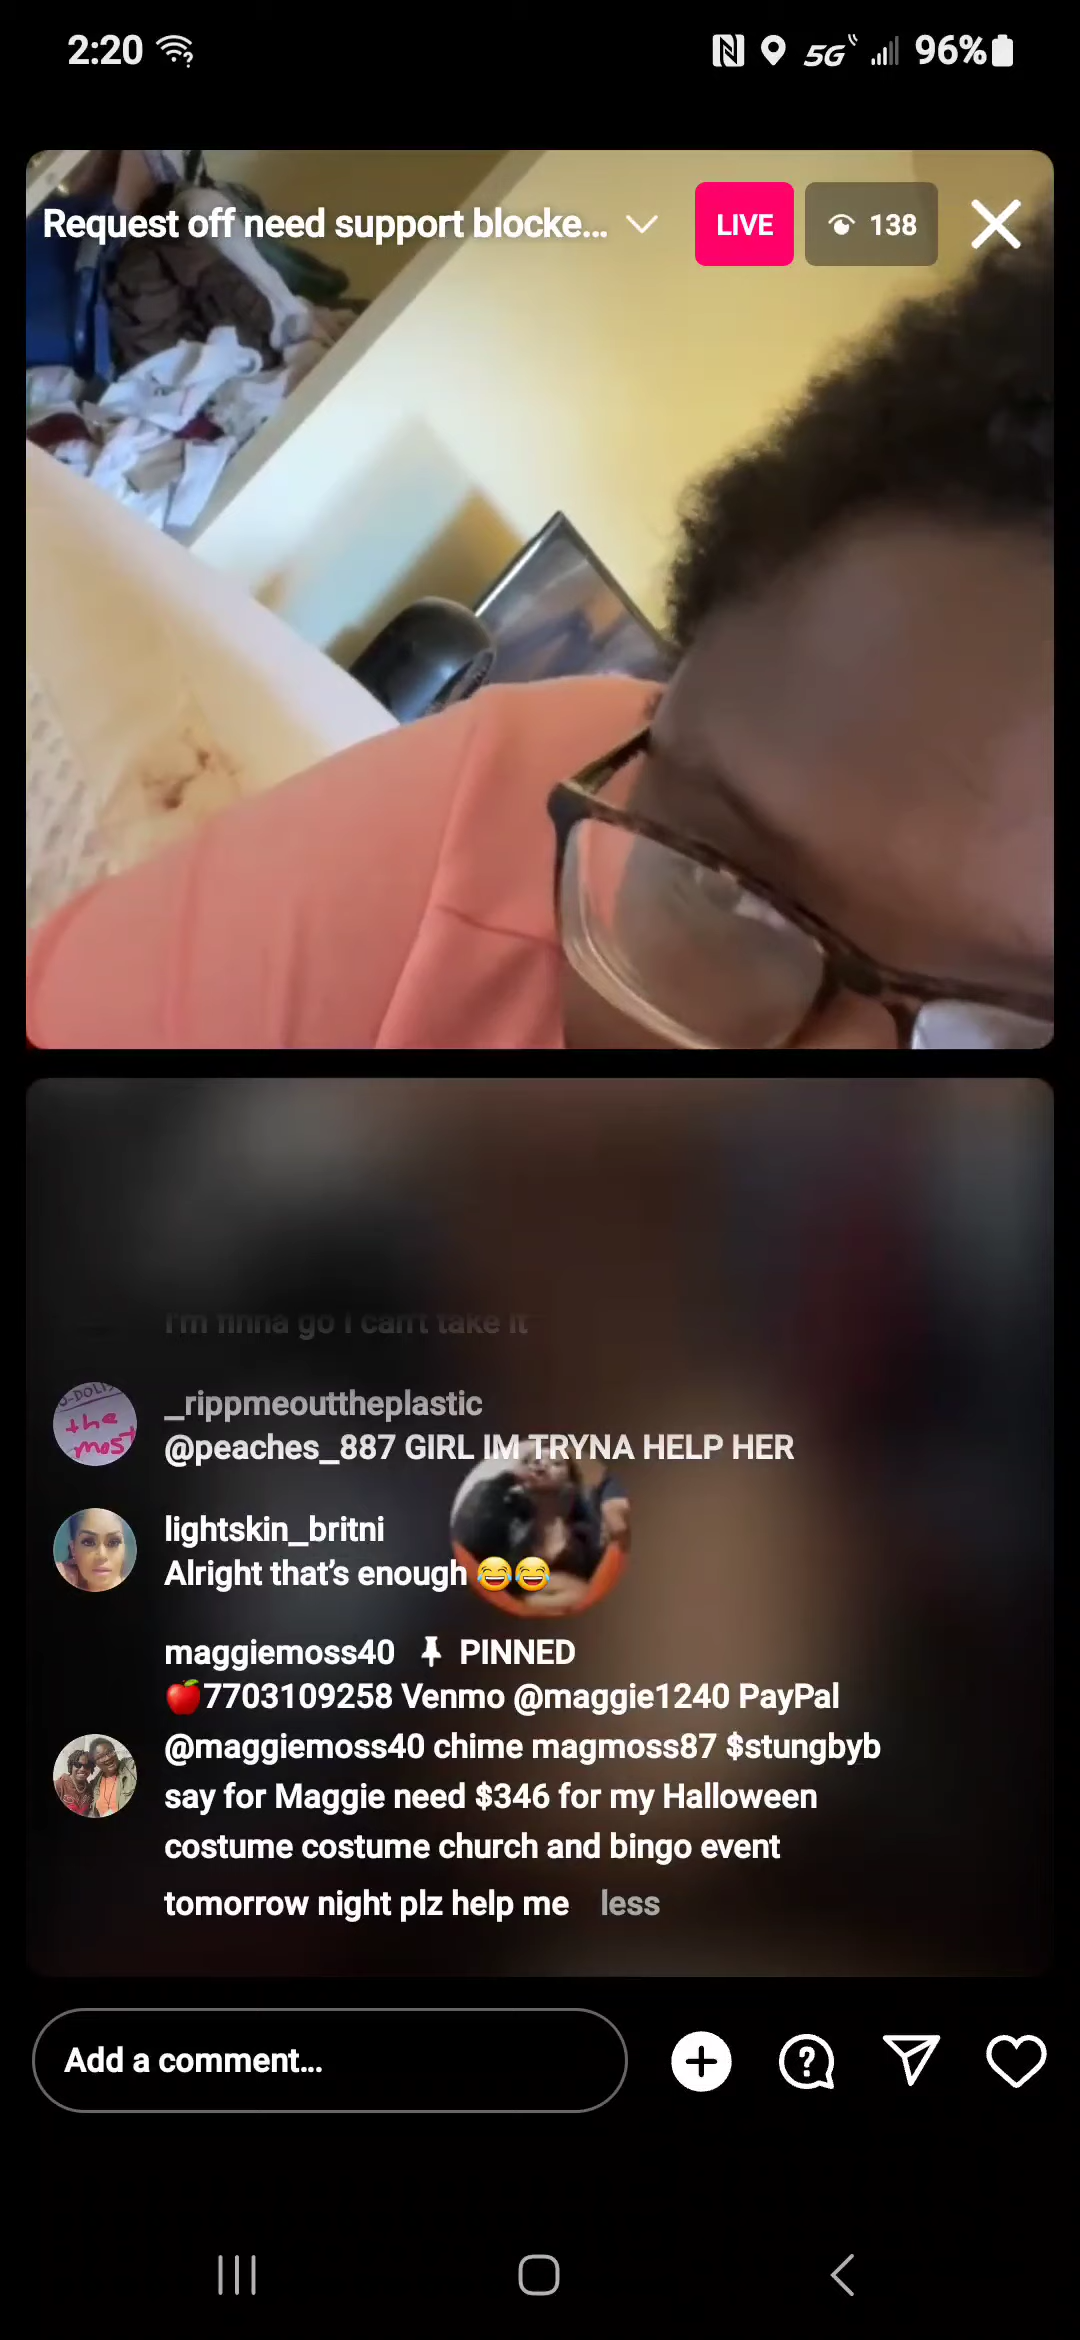 2:20
5G 96%
Request off need support blocke...
LIVE
138
I'm finna go I can't take it
the
most
_rippmeouttheplastic
@peaches_887 GIRL IM TRYNA HELP HER
lightskin_britni
Alright that's enough 😂😂
maggiemoss40 📌 PINNED
🍎7703109258 Venmo @maggie1240 PayPal
@maggiemoss40 chime magmoss87 $stungbyb
say for Maggie need $346 for my Halloween
costume costume church and bingo event
tomorrow night plz help me less
Add a comment...